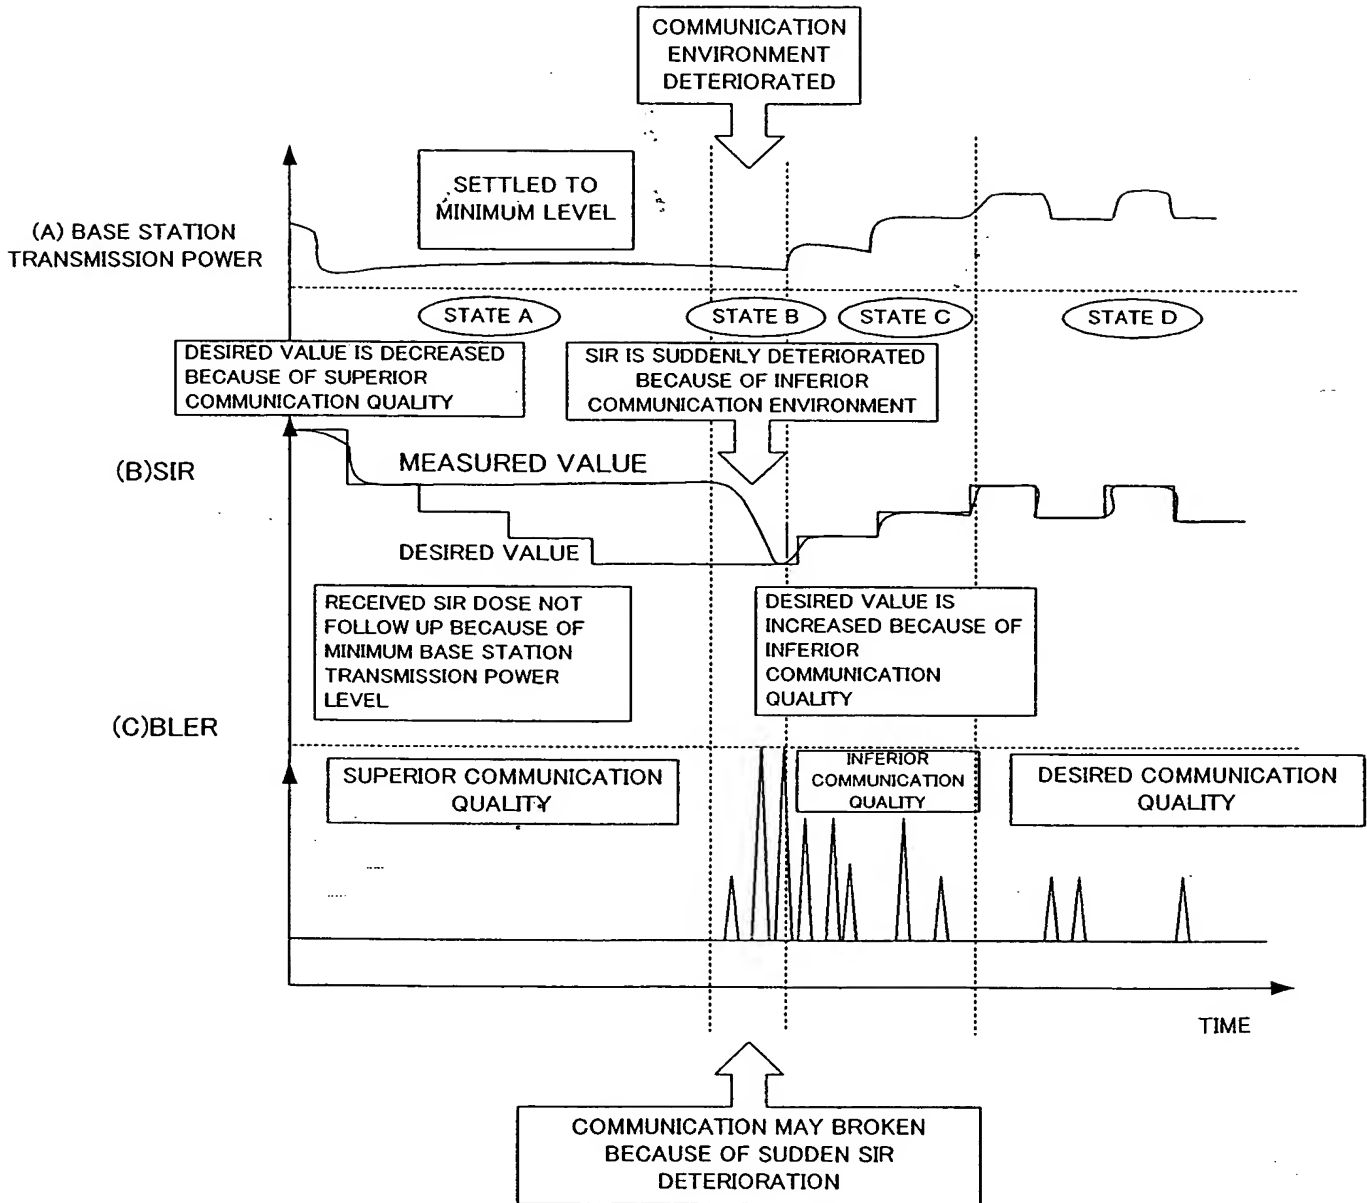 COMMUNICATION
ENVIRONMENT
DETERIORATED
SETTLED TO
MINIMUM LEVEL
(A) BASE STATION
TRANSMISSION POWER
STATE A
STATE B
STATE C
STATE D
DESIRED VALUE IS DECREASED
BECAUSE OF SUPERIOR
COMMUNICATION QUALITY
SIR IS SUDDENLY DETERIORATED
BECAUSE OF INFERIOR
COMMUNICATION ENVIRONMENT
(B)SIR
MEASURED VALUE
DESIRED VALUE
RECEIVED SIR DOSE NOT
FOLLOW UP BECAUSE OF
MINIMUM BASE STATION
TRANSMISSION POWER
LEVEL
DESIRED VALUE IS
INCREASED BECAUSE OF
INFERIOR
COMMUNICATION
QUALITY
(C)BLER
SUPERIOR COMMUNICATION
QUALITY
INFERIOR
COMMUNICATION
QUALITY
DESIRED COMMUNICATION
QUALITY
TIME
COMMUNICATION MAY BROKEN
BECAUSE OF SUDDEN SIR
DETERIORATION